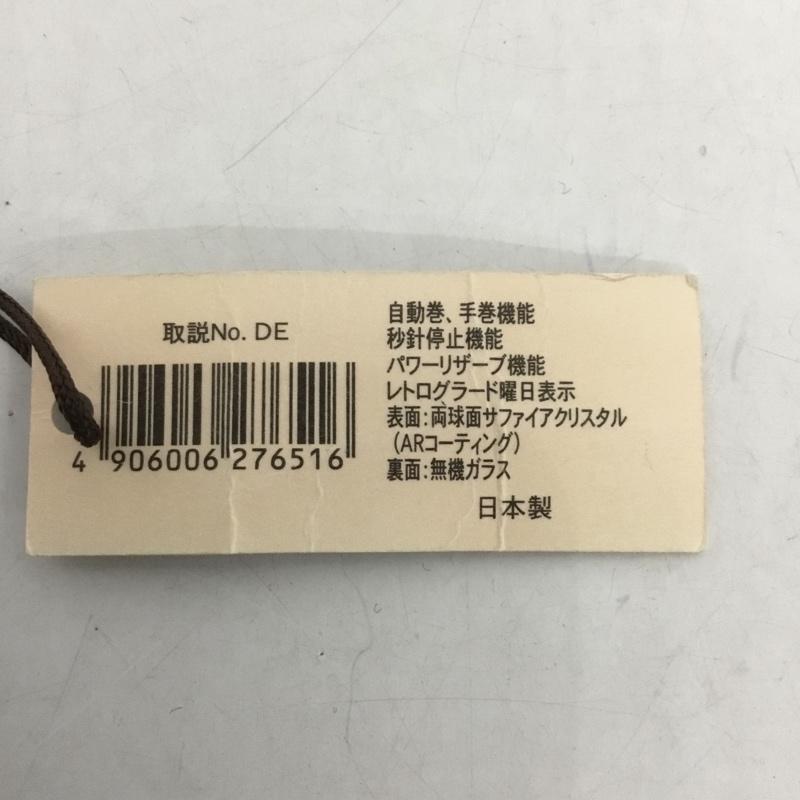 取説No. DE
4 906006 276516
自動巻、手巻機能
秒針停止機能
パワーリザーブ機能
レトログラード曜日表示
表面:両球面サファイアクリスタル
(ARコーティング)
裏面:無機ガラス
日本製